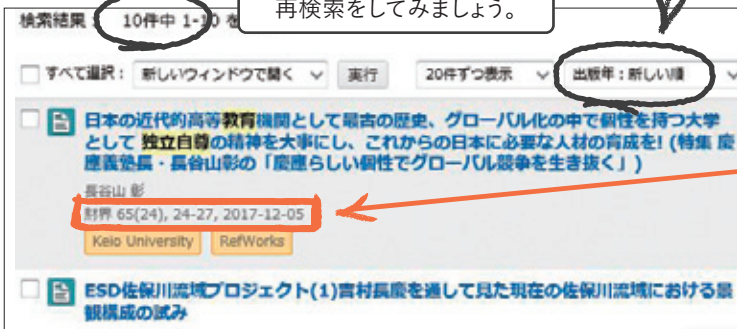 再検索をしてみましょう。
検索結果： 10件中 1-10 を
すべて選択： 新しいウィンドウで開く 実行 20件ずつ表示 出版年：新しい順
日本の近代的高等教育機関として最古の歴史、グローバル化の中で個性を持つ大学
として 独立自尊の精神を大事にし、これからの日本に必要な人材の育成を! (特集 慶
應義塾長・長谷山彰の「慶應らしい個性でグローバル競争を生き抜く」)
長谷山 彰
財界 65(24), 24-27, 2017-12-05
Keio University RefWorks
ESD佐保川流域プロジェクト(1)吉村長慶を通して見た現在の佐保川流域における景
観構成の試み